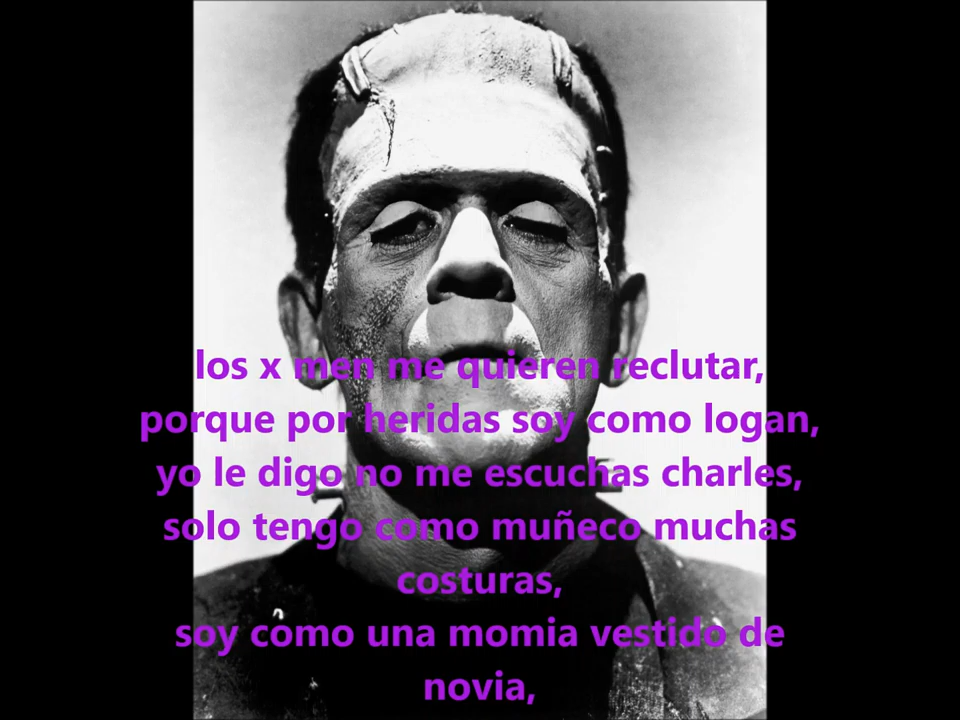 los x men me quieren reclutar,
porque por heridas soy como logan,
yo le digo no me escuchas charles,
solo tengo como muñeco muchas
costuras,
soy como una momia vestido de
novia,